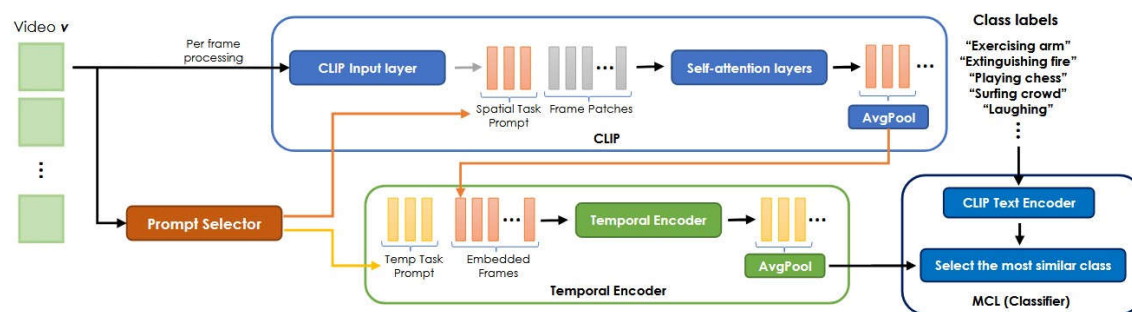 Video v
Per frame
processing
CLIP Input layer
Spatial Task
Prompt
Frame Patches
Self-attention layers
AvgPool
CLIP
Class labels
“Exercising arm”
“Extinguishing fire”
“Playing chess”
“Surfing crowd”
“Laughing”
Prompt Selector
Temp Task
Prompt
Embedded
Frames
Temporal Encoder
AvgPool
Temporal Encoder
CLIP Text Encoder
Select the most similar class
MCL (Classifier)